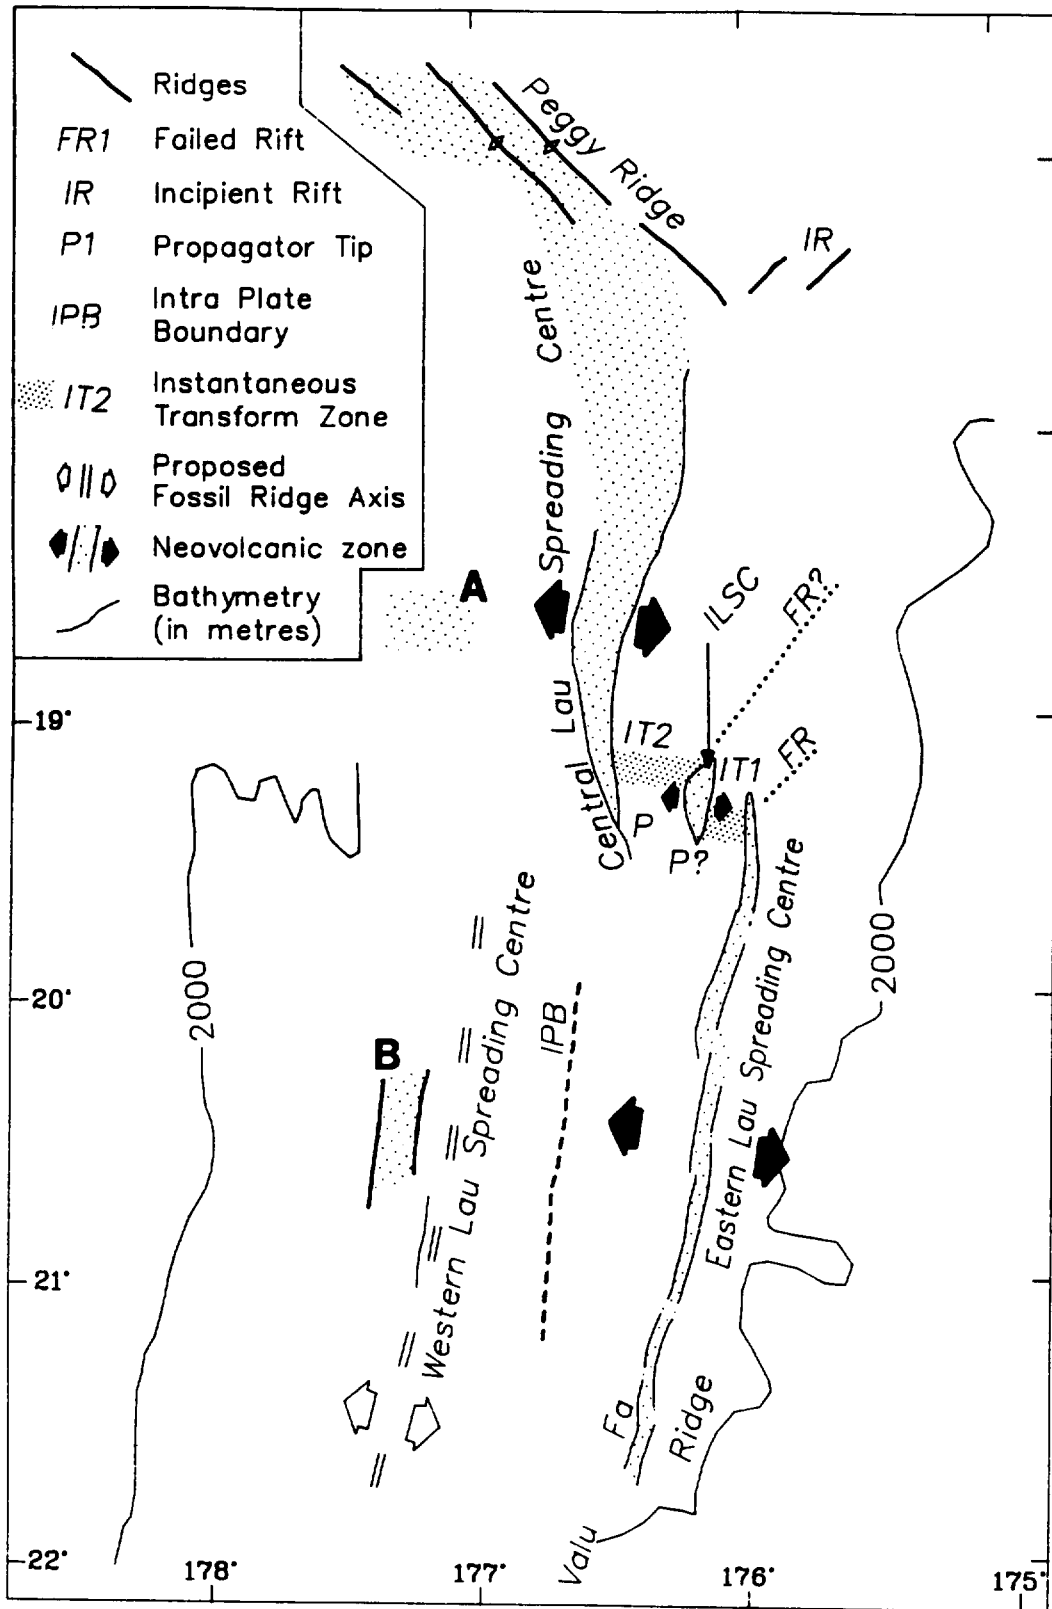 Ridges
FR1 Failed Rift
IR Incipient Rift
P1 Propagator Tip
IPB Intra Plate
Boundary
IT2 Instantaneous
Transform Zone
Proposed
Fossil Ridge Axis
Neovolcanic zone
Bathymetry
(in metres)
Peggy Ridge
IR
Central Lau Spreading Centre
A
ILSC
FR?
FR
IT2
IT1
P
P?
19°
20°
21°
22°
2000
2000
B
Western Lau Spreading Centre
IPB
Eastern Lau Spreading Centre
Valu Fa Ridge
178°
177°
176°
175°